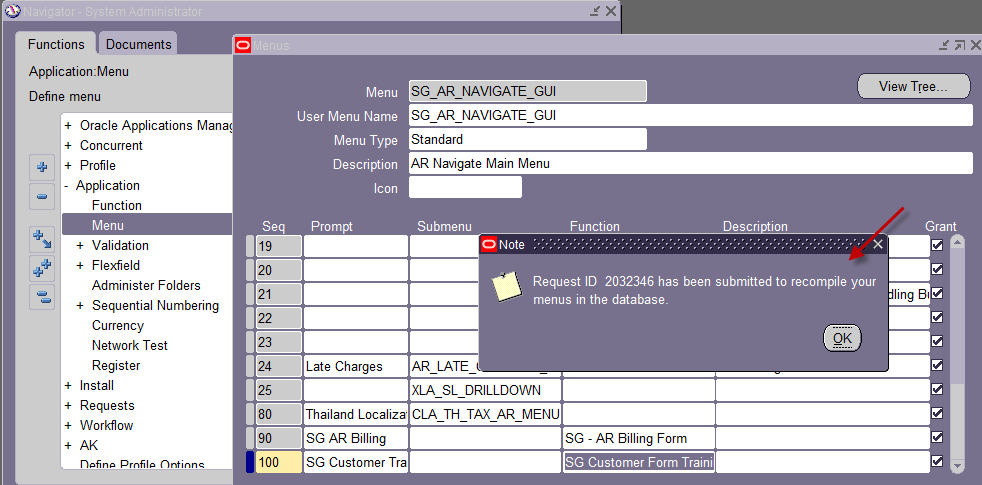 Navigator - System Administrator
Functions Documents
Application:Menu
Define menu
+ Oracle Applications Manag
+ Concurrent
+ Profile
- Application
Function
Menu
+ Validation
+ Flexfield
Administer Folders
+ Sequential Numbering
Currency
Network Test
Register
+ Install
+ Requests
+ Workflow
+ AK
Define Profile Options
Menus
Menu SG_AR_NAVIGATE_GUI
View Tree...
User Menu Name SG_AR_NAVIGATE_GUI
Menu Type Standard
Description AR Navigate Main Menu
Icon
Seq Prompt Submenu Function Description Grant
19
20
21 dling Bu
22
23
24 Late Charges AR_LATE_
25 XLA_SL_DRILLDOWN
80 Thailand Localizat CLA_TH_TAX_AR_MENU
90 SG AR Billing SG - AR Billing Form
100 SG Customer Tra SG Customer Form Traini
Note
Request ID 2032346 has been submitted to recompile your
menus in the database.
OK